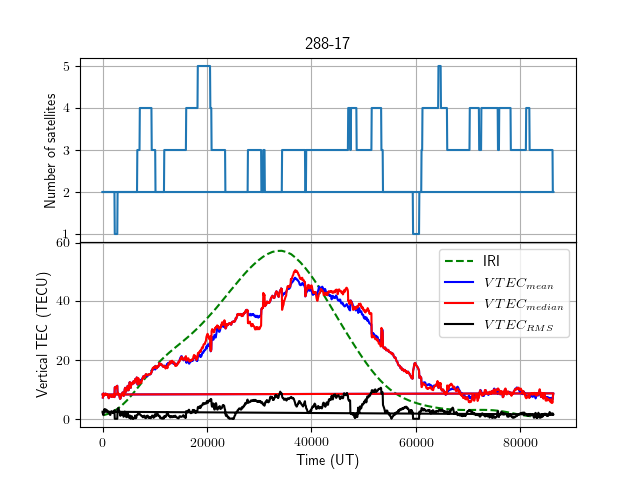 288-17
Number of satellites
5
4
3
2
1
Vertical TEC (TECU)
60
40
20
0
IRI
VTEC_mean
VTEC_median
VTEC_RMS
0 20000 40000 60000 80000
Time (UT)